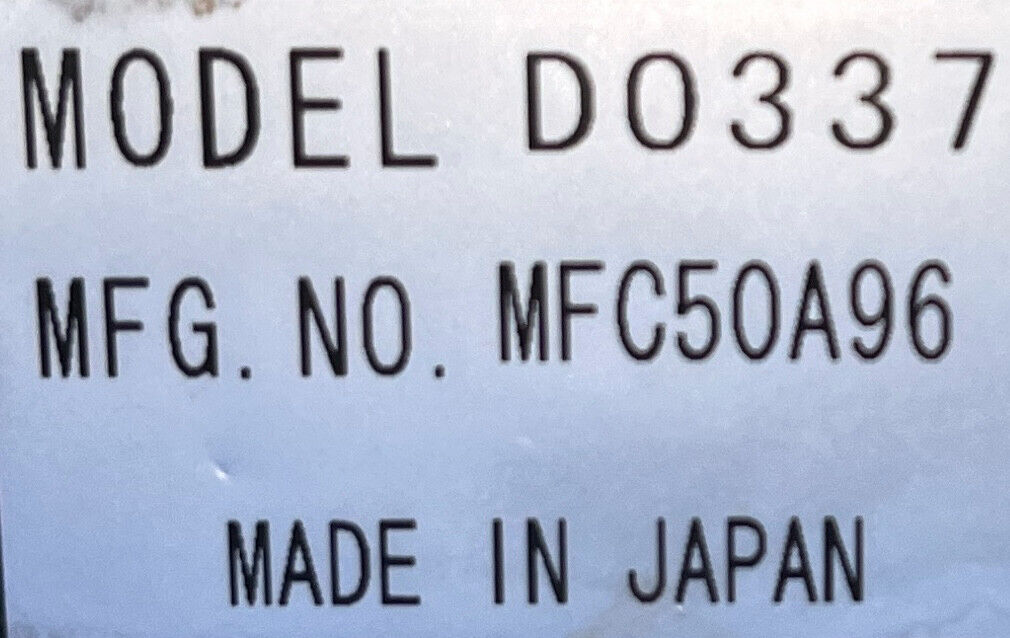 MODEL D0337
MFG. NO. MFC50A96
MADE IN JAPAN